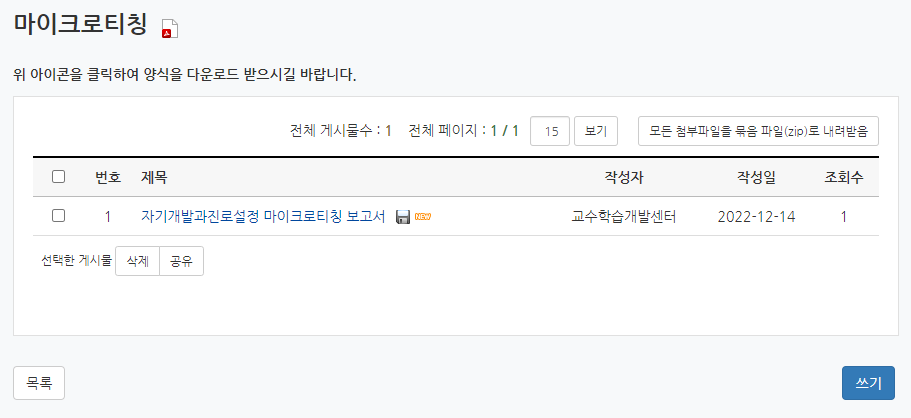 마이크로티칭
위 아이콘을 클릭하여 양식을 다운로드 받으시길 바랍니다.
전체 게시물수 : 1 전체 페이지 : 1 / 1 15 보기 모든 첨부파일을 묶음 파일(zip)로 내려받음
번호 제목 작성자 작성일 조회수
1 자기개발과진로설정 마이크로티칭 보고서 NEW 교수학습개발센터 2022-12-14 1
선택한 게시물 삭제 공유
목록 쓰기